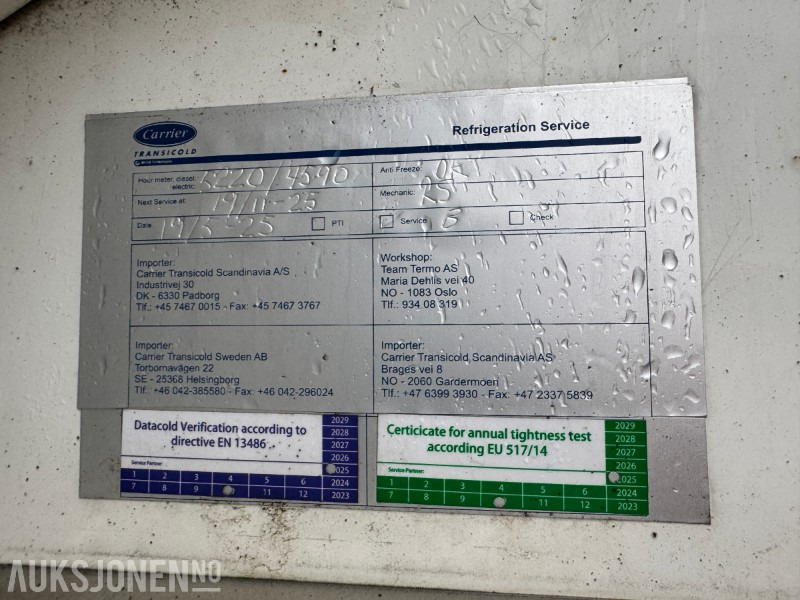 Carrier
TRANSICOLD
Refrigeration Service
Hour meter, diesel:
electric: 5220/4590
Anti Freeze: OK
Next Service at: 19/11-25
Mechanic: RS
Date 19/5-25 PTI Service B Check
Importer:
Carrier Transicold Scandinavia A/S
Industrivej 30
DK - 6330 Padborg
Tlf.: +45 7467 0015 - Fax: +45 7467 3767
Workshop:
Team Termo AS
Maria Dehlis vei 40
NO - 1083 Oslo
Tlf.: 934 08 319
Importer:
Carrier Transicold Sweden AB
Torbornavägen 22
SE - 25368 Helsingborg
Tlf: +46 042-385580 - Fax: +46 042-296024
Importer:
Carrier Transicold Scandinavia AS
Brages vei 8
NO - 2060 Gardermoen
Tlf.: +47 6399 3930 - Fax: +47 2337 5839
Datacold Verification according to
directive EN 13486
Service Partner:
2029
2028
2027
2026
2025
1 2 3 4 5 6 2024
7 8 9 11 12 2023
Certicicate for annual tightness test
according EU 517/14
Service Partner:
2029
2028
2027
2026
2025
1 2 3 4 5 6 2024
7 8 9 11 12 2023
AUKSJONEN.NO